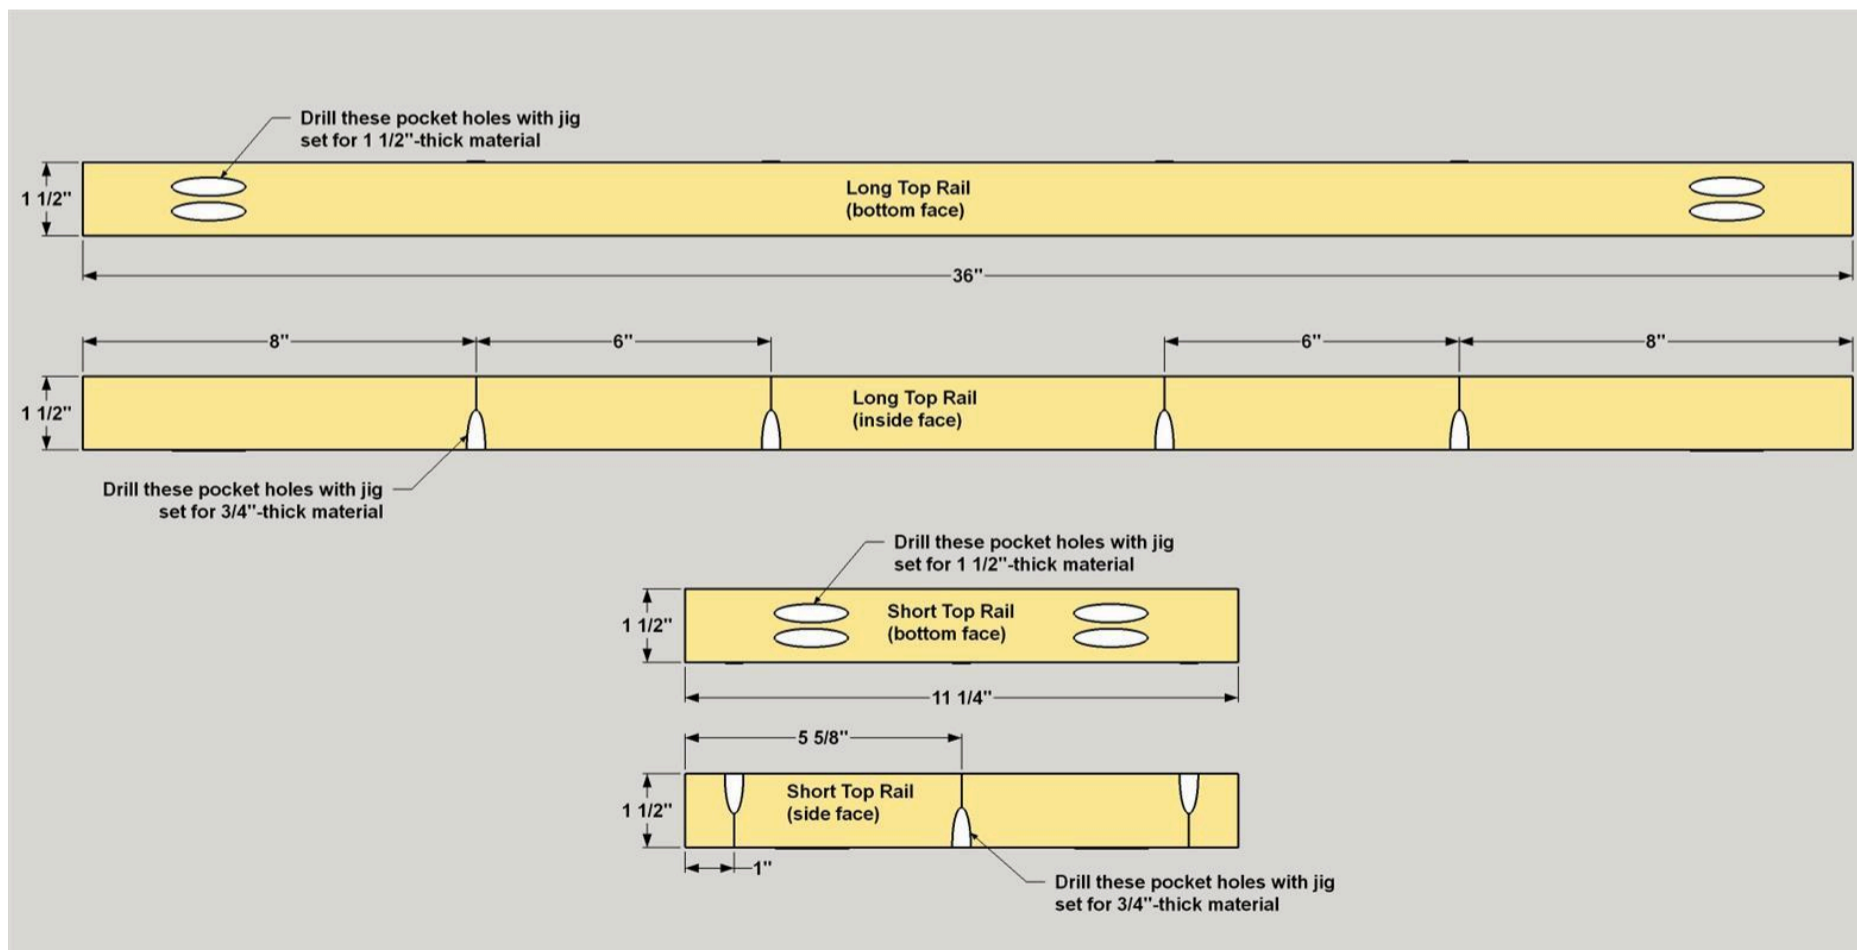 Drill these pocket holes with jig
set for 1 1/2"-thick material
1 1/2"
Long Top Rail
(bottom face)
36"
8"
6"
6"
8"
1 1/2"
Long Top Rail
(inside face)
Drill these pocket holes with jig
set for 3/4"-thick material
Drill these pocket holes with jig
set for 1 1/2"-thick material
1 1/2"
Short Top Rail
(bottom face)
11 1/4"
5 5/8"
1 1/2"
Short Top Rail
(side face)
1"
Drill these pocket holes with jig
set for 3/4"-thick material